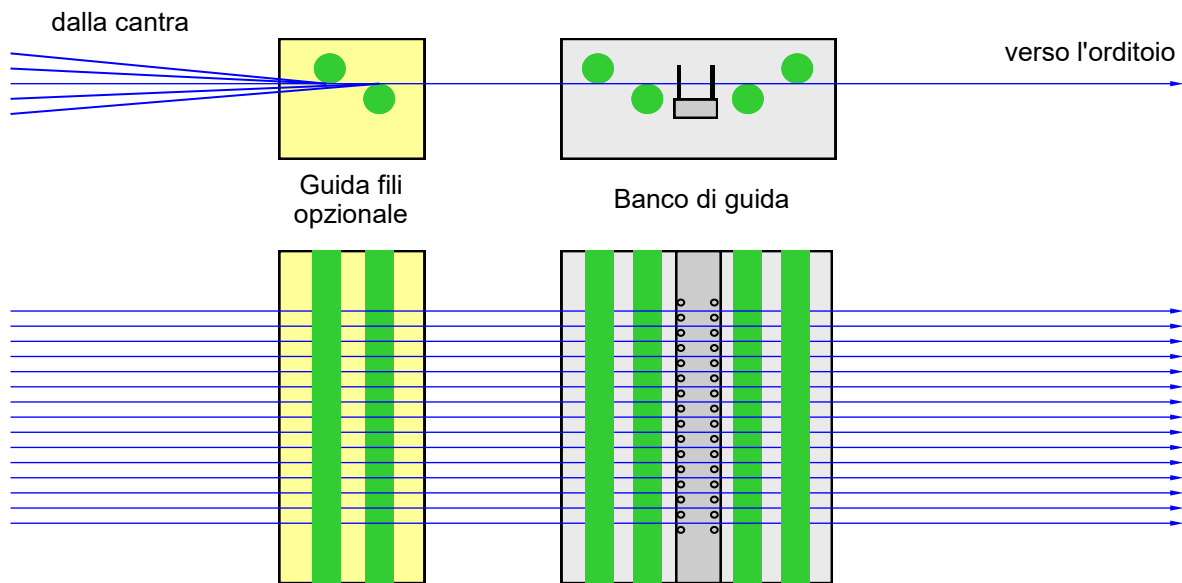 dalla cantra
verso l'orditoio
Guida fili
opzionale
Banco di guida